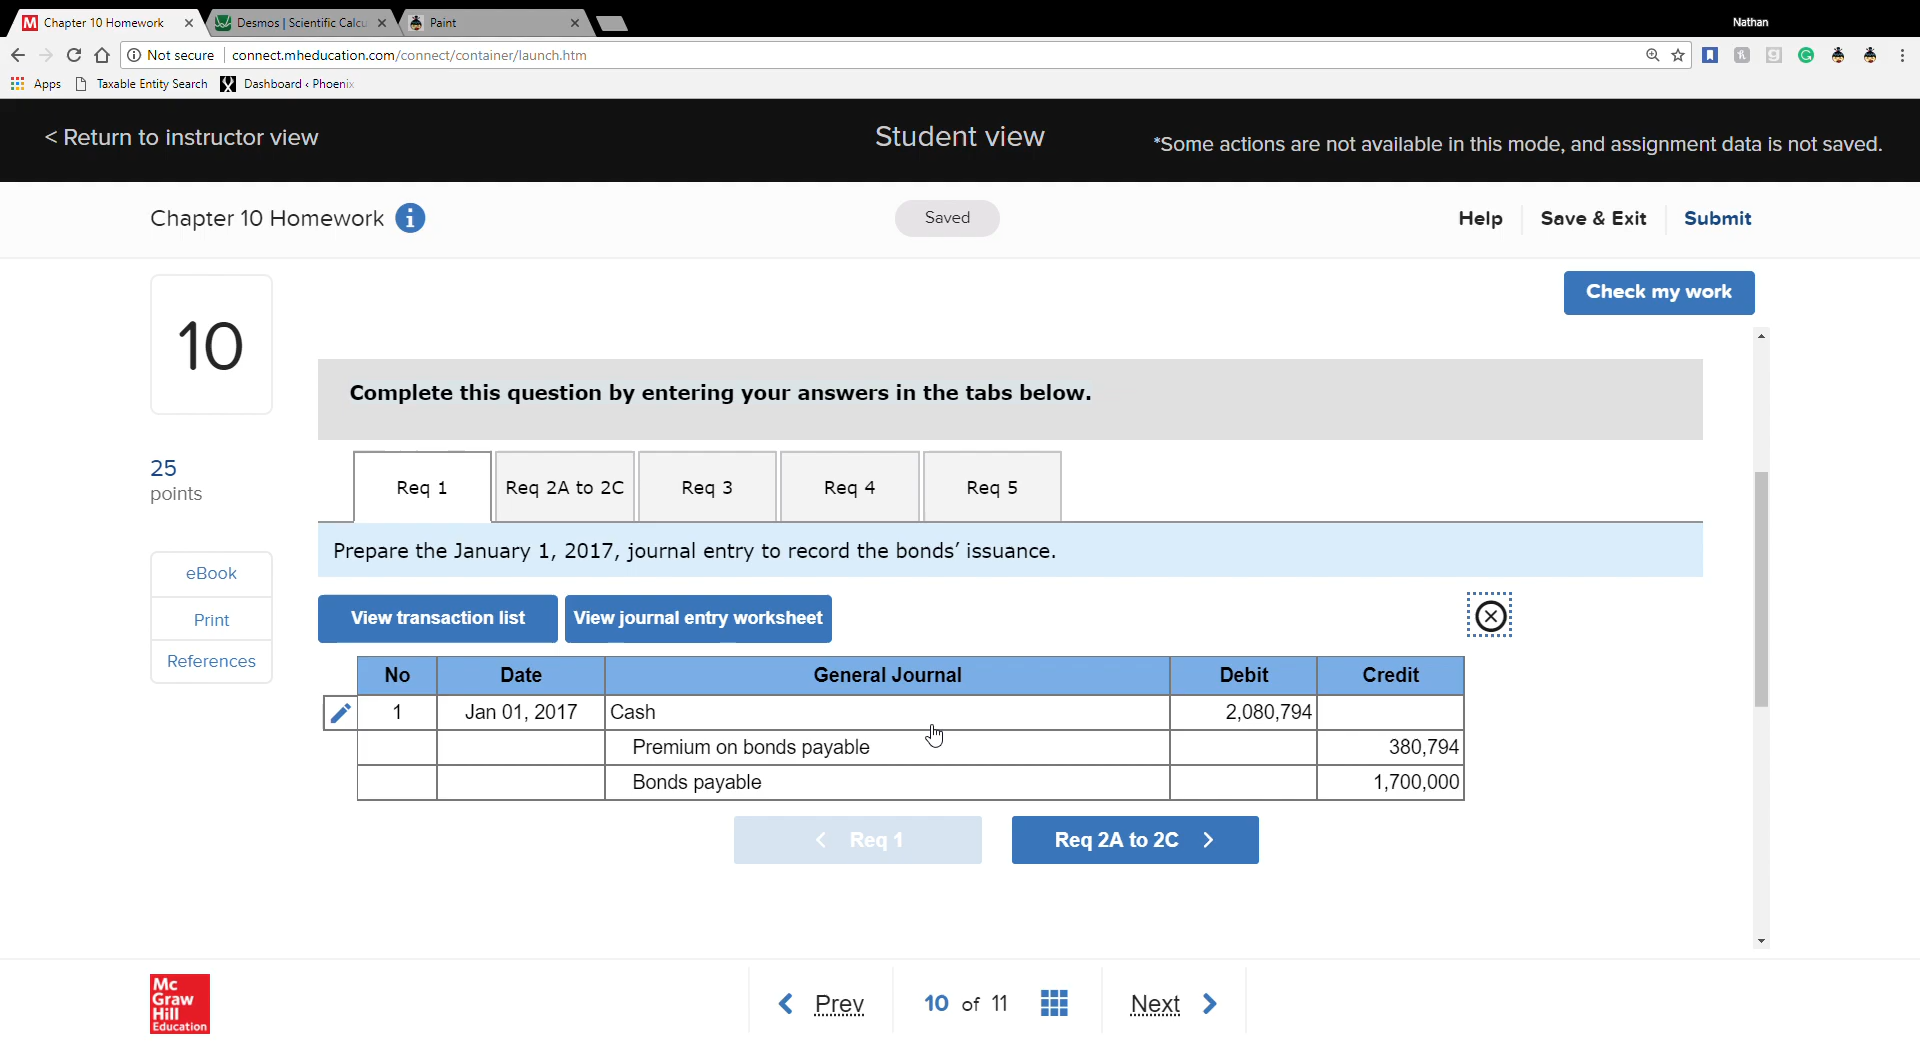 Chapter 10 Homework
Desmos | Scientific Calcu
Paint
Nathan
Not secure | connect.mheducation.com/connect/container/launch.htm
Apps
Taxable Entity Search
Dashboard ‹ Phoenix
< Return to instructor view
Student view
*Some actions are not available in this mode, and assignment data is not saved.
Chapter 10 Homework i
Saved
Help
Save & Exit
Submit
Check my work
10
25
points
eBook
Print
References
Complete this question by entering your answers in the tabs below.
Req 1 Req 2A to 2C Req 3 Req 4 Req 5
Prepare the January 1, 2017, journal entry to record the bonds’ issuance.
View transaction list View journal entry worksheet
No Date General Journal Debit Credit
1 Jan 01, 2017 Cash 2,080,794
Premium on bonds payable 380,794
Bonds payable 1,700,000
< Req 1
Req 2A to 2C >
Mc
Graw
Hill
Education
Prev
10 of 11
Next